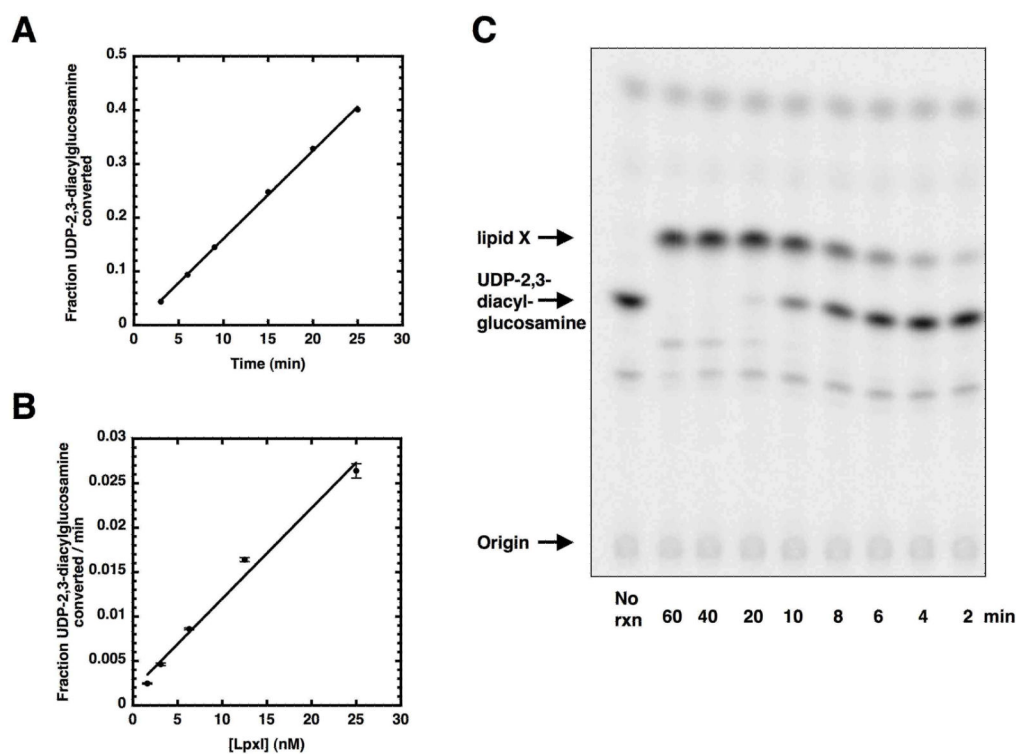 A
Fraction UDP-2,3-diacylglucosamine
converted
0.5
0.4
0.3
0.2
0.1
0
0 5 10 15 20 25 30
Time (min)
B
Fraction UDP-2,3-diacylglucosamine
converted / min
0.03
0.025
0.02
0.015
0.01
0.005
0
0 5 10 15 20 25 30
[LpxI] (nM)
C
lipid X
UDP-2,3-
diacyl-
glucosamine
Origin
No
rxn 60 40 20 10 8 6 4 2 min